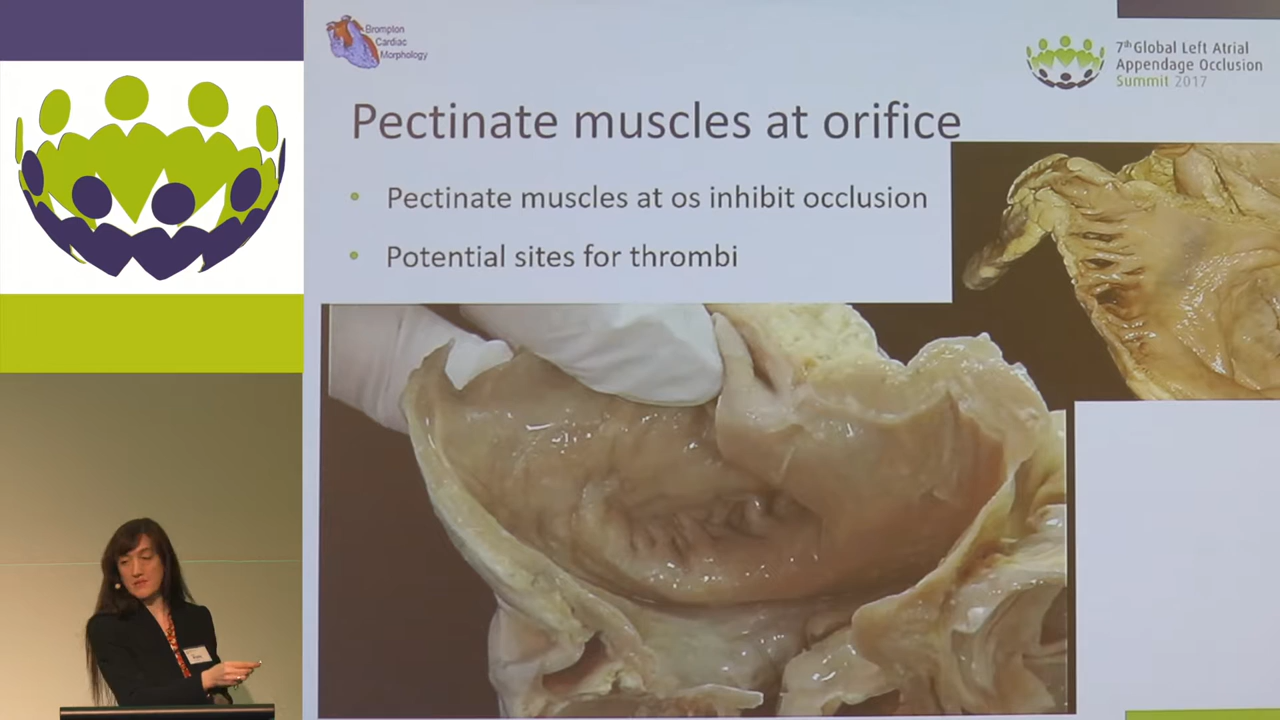 Brompton
Cardiac
Morphology
7th Global Left Atrial
Appendage Occlusion
Summit 2017
Pectinate muscles at orifice
• Pectinate muscles at os inhibit occlusion
• Potential sites for thrombi